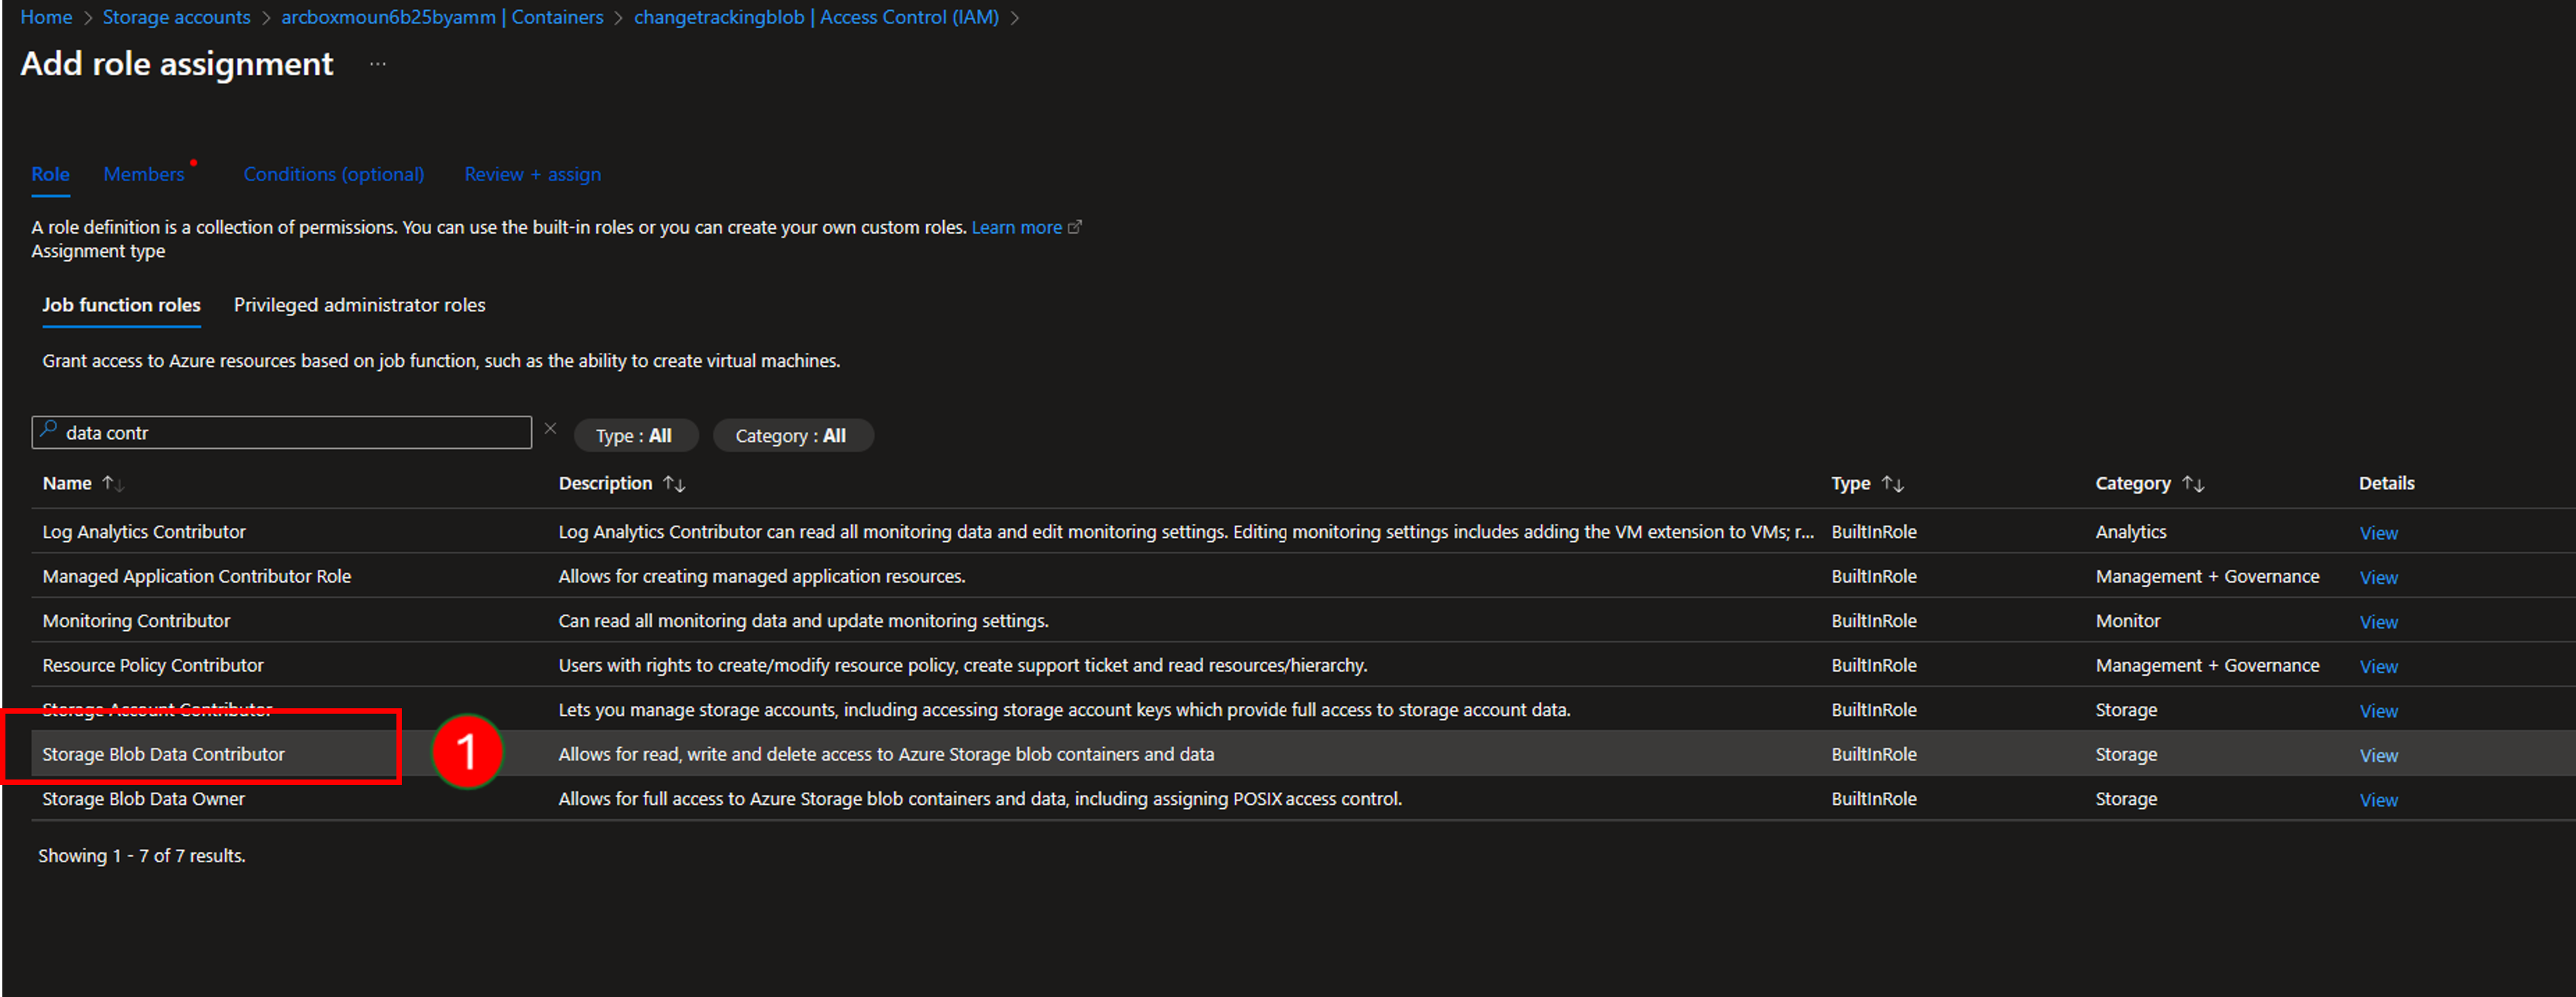 Home > Storage accounts > arcboxmoun6b25byamm | Containers > changetrackingblob | Access Control (IAM) >
Add role assignment ...
Role Members Conditions (optional) Review + assign
A role definition is a collection of permissions. You can use the built-in roles or you can create your own custom roles. Learn more
Assignment type
Job function roles Privileged administrator roles
Grant access to Azure resources based on job function, such as the ability to create virtual machines.
data contr Type : All Category : All
Name Description Type Category Details
Log Analytics Contributor Log Analytics Contributor can read all monitoring data and edit monitoring settings. Editing monitoring settings includes adding the VM extension to VMs; r... BuiltInRole Analytics View
Managed Application Contributor Role Allows for creating managed application resources. BuiltInRole Management + Governance View
Monitoring Contributor Can read all monitoring data and update monitoring settings. BuiltInRole Monitor View
Resource Policy Contributor Users with rights to create/modify resource policy, create support ticket and read resources/hierarchy. BuiltInRole Management + Governance View
Storage Account Contributor Lets you manage storage accounts, including accessing storage account keys which provide full access to storage account data. BuiltInRole Storage View
Storage Blob Data Contributor 1 Allows for read, write and delete access to Azure Storage blob containers and data BuiltInRole Storage View
Storage Blob Data Owner Allows for full access to Azure Storage blob containers and data, including assigning POSIX access control. BuiltInRole Storage View
Showing 1 - 7 of 7 results.